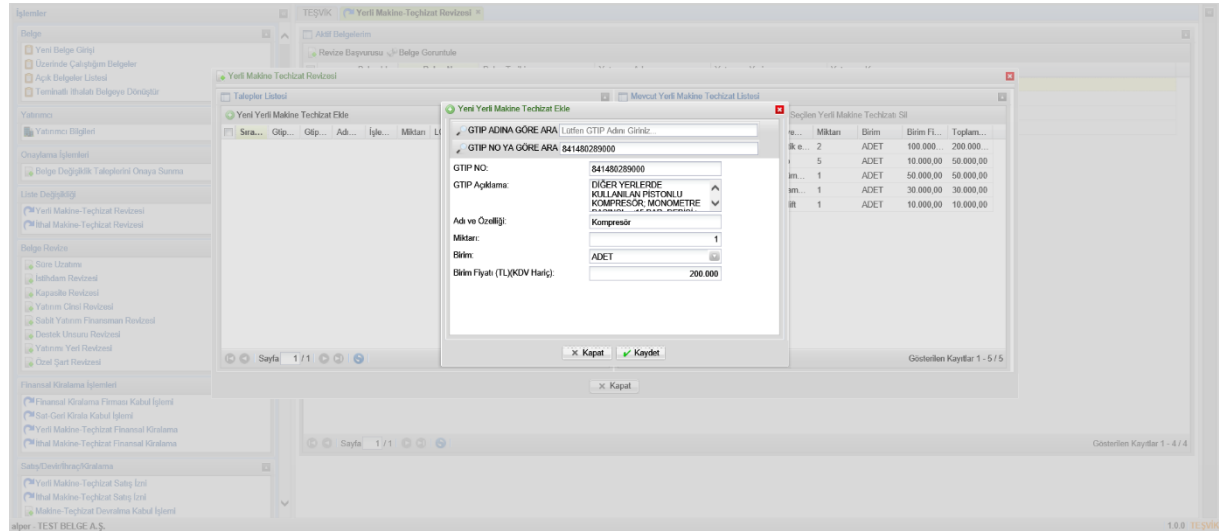 İşlemler
TEŞVİK Yerli Makine-Teçhizat Revizesi
Belge
Yeni Belge Girişi
Üzerinde Çalıştığım Belgeler
Açık Belgeler Listesi
Teminatlı İthalatı Belgeye Dönüştür
Yatırımcı
Yatırımcı Bilgileri
Onaylama İşlemleri
Belge Değişiklik Taleplerini Onaya Sunma
Liste Değişikliği
Yerli Makine-Teçhizat Revizesi
İthal Makine-Teçhizat Revizesi
Belge Revize
Süre Uzatımı
İstihdam Revizesi
Kapasite Revizesi
Yatırım Cinsi Revizesi
Sabit Yatırım Finansman Revizesi
Destek Unsuru Revizesi
Yatırımı Yeri Revizesi
Özel Şart Revizesi
Finansal Kiralama İşlemleri
Finansal Kiralama Firması Kabul İşlemi
Sat-Geri Kirala Kabul İşlemi
Yerli Makine-Teçhizat Finansal Kiralama
İthal Makine-Teçhizat Finansal Kiralama
Satış/Devir/İhraç/Kiralama
Yerli Makine-Teçhizat Satış İzni
İthal Makine-Teçhizat Satış İzni
Makine-Teçhizat Devralma Kabul İşlemi
alper - TEST BELGE A.Ş.
Aktif Belgelerim
Revize Başvurusu Belge Goruntule
Yerli Makine Techizat Revizesi
Talepler Listesi
Yeni Yerli Makine Techizat Ekle
Sıra... Gtip... Gtip... Adı... İşle... Miktarı
Sayfa 1 / 1
Mevcut Yerli Makine Techizat Listesi
Seçilen Yerli Makine Techizatı Sil
Miktarı Birim Birim Fi... Toplam...
2 ADET 100.000... 200.000...
5 ADET 10.000,00 50.000,00
1 ADET 50.000,00 50.000,00
1 ADET 30.000,00 30.000,00
1 ADET 10.000,00 10.000,00
Gösterilen Kayıtlar 1 - 5 / 5
Yeni Yerli Makine Techizat Ekle
GTIP ADINA GÖRE ARA Lütfen GTIP Adını Giriniz...
GTIP NO YA GÖRE ARA 841480289000
GTIP NO: 841480289000
GTIP Açıklama: DİĞER YERLERDE
KULLANILAN PİSTONLU
KOMPRESÖR; MONOMETRE
Adı ve Özelliği: Kompresör
Miktarı: 1
Birim: ADET
Birim Fiyatı (TL)(KDV Hariç): 200.000
Kapat Kaydet
Kapat
Sayfa 1 / 1
Gösterilen Kayıtlar 1 - 4 / 4
1.0.0 TEŞVİK